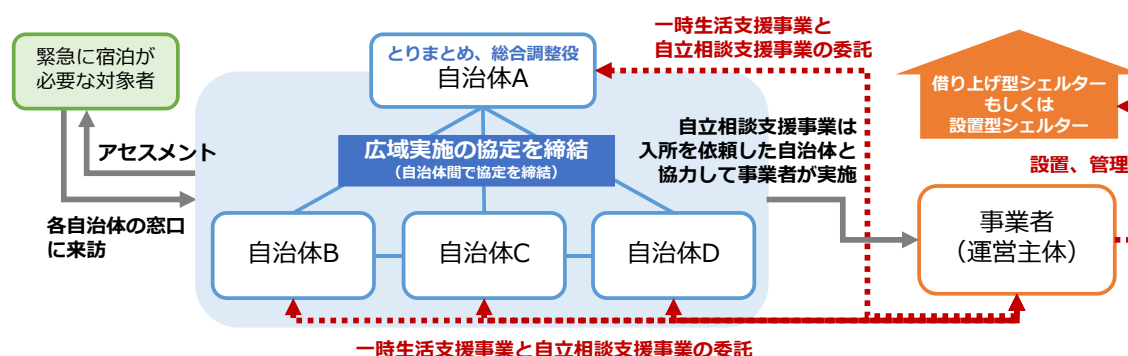 緊急に宿泊が
必要な対象者
アセスメント
各自治体の窓口
に来訪
とりまとめ、総合調整役
自治体A
広域実施の協定を締結
(自治体間で協定を締結)
自治体B
自治体C
自治体D
一時生活支援事業と
自立相談支援事業の委託
自立相談支援事業は
入所を依頼した自治体と
協力して事業者が実施
借り上げ型シェルター
もしくは
設置型シェルター
設置、管理
事業者
（運営主体）
一時生活支援事業と自立相談支援事業の委託